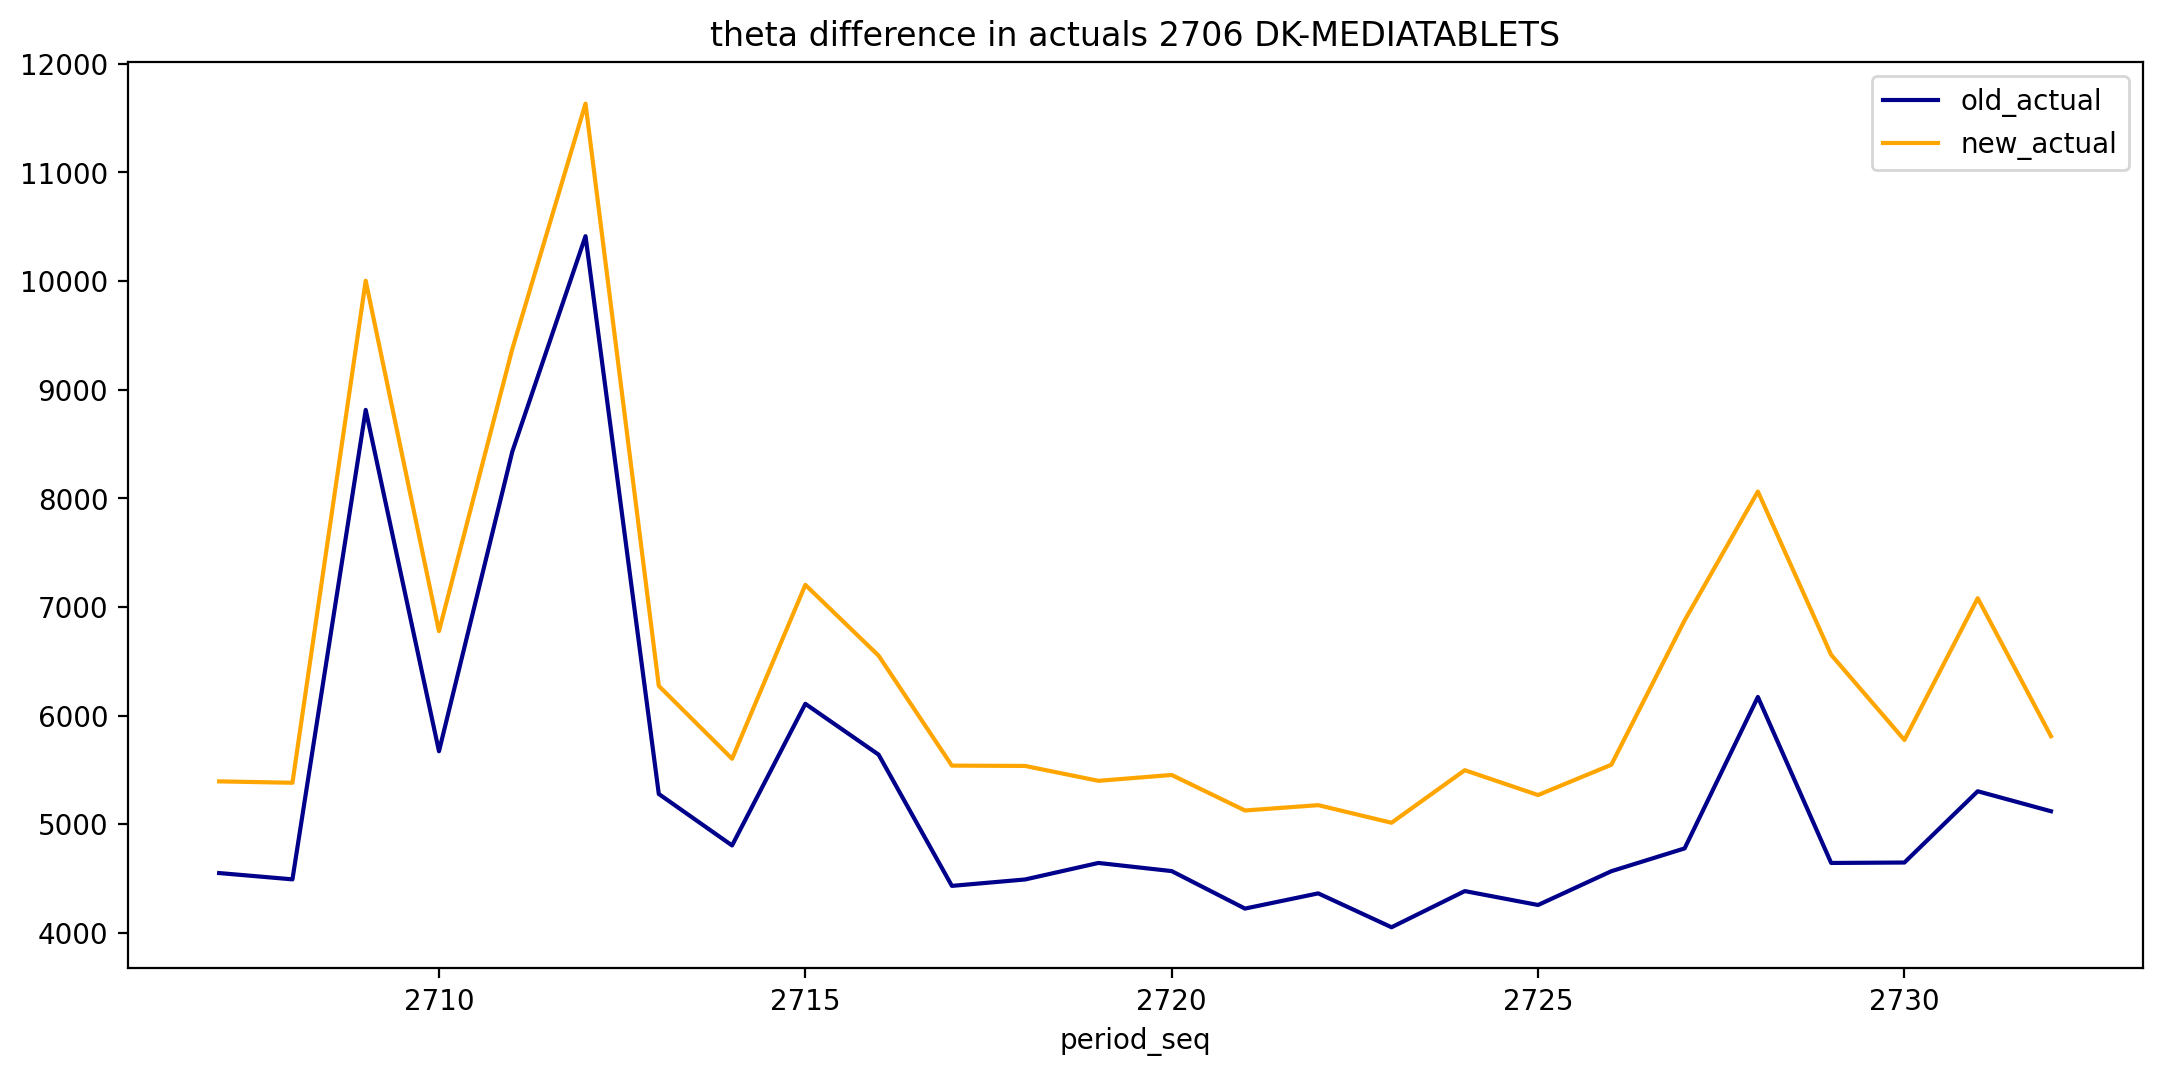 theta difference in actuals 2706 DK-MEDIATABLETS
12000
11000
10000
9000
8000
7000
6000
5000
4000
old_actual
new_actual
2710 2715 2720 2725 2730
period_seq